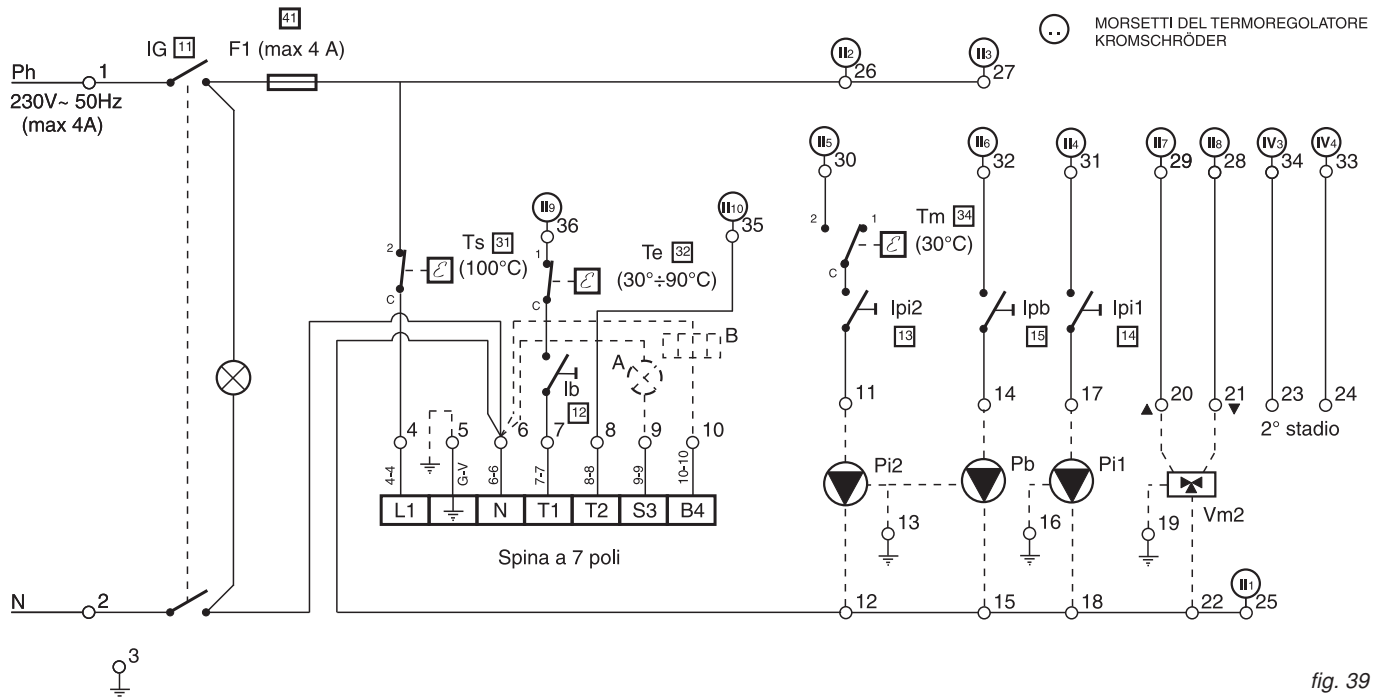 41
IG 11
F1 (max 4 A)
.. MORSETTI DEL TERMOREGOLATORE
KROMSCHRÖDER
Ph 1
230V~ 50Hz
(max 4A)
II2
26
II3
27
II5
30
II6
32
II4
31
II7
29
II8
28
IV3
34
IV4
33
II9
36
II10
35
2
C
Ts 31
(100°C)
ℰ
1
C
Te 32
(30°÷90°C)
ℰ
2
1
C
Tm 34
(30°C)
ℰ
Ipi2
13
Ipb
15
Ipi1
14
A
B
Ib
12
11
14
17
20
21
23
24
▲
▼
2° stadio
4
5
6
7
8
9
10
4-4
G-V
6-6
7-7
8-8
9-9
10-10
L1
N
T1
T2
S3
B4
Spina a 7 poli
Pi2
Pb
Pi1
Vm2
13
16
19
N 2
12
15
18
22
II1
25
3
fig. 39